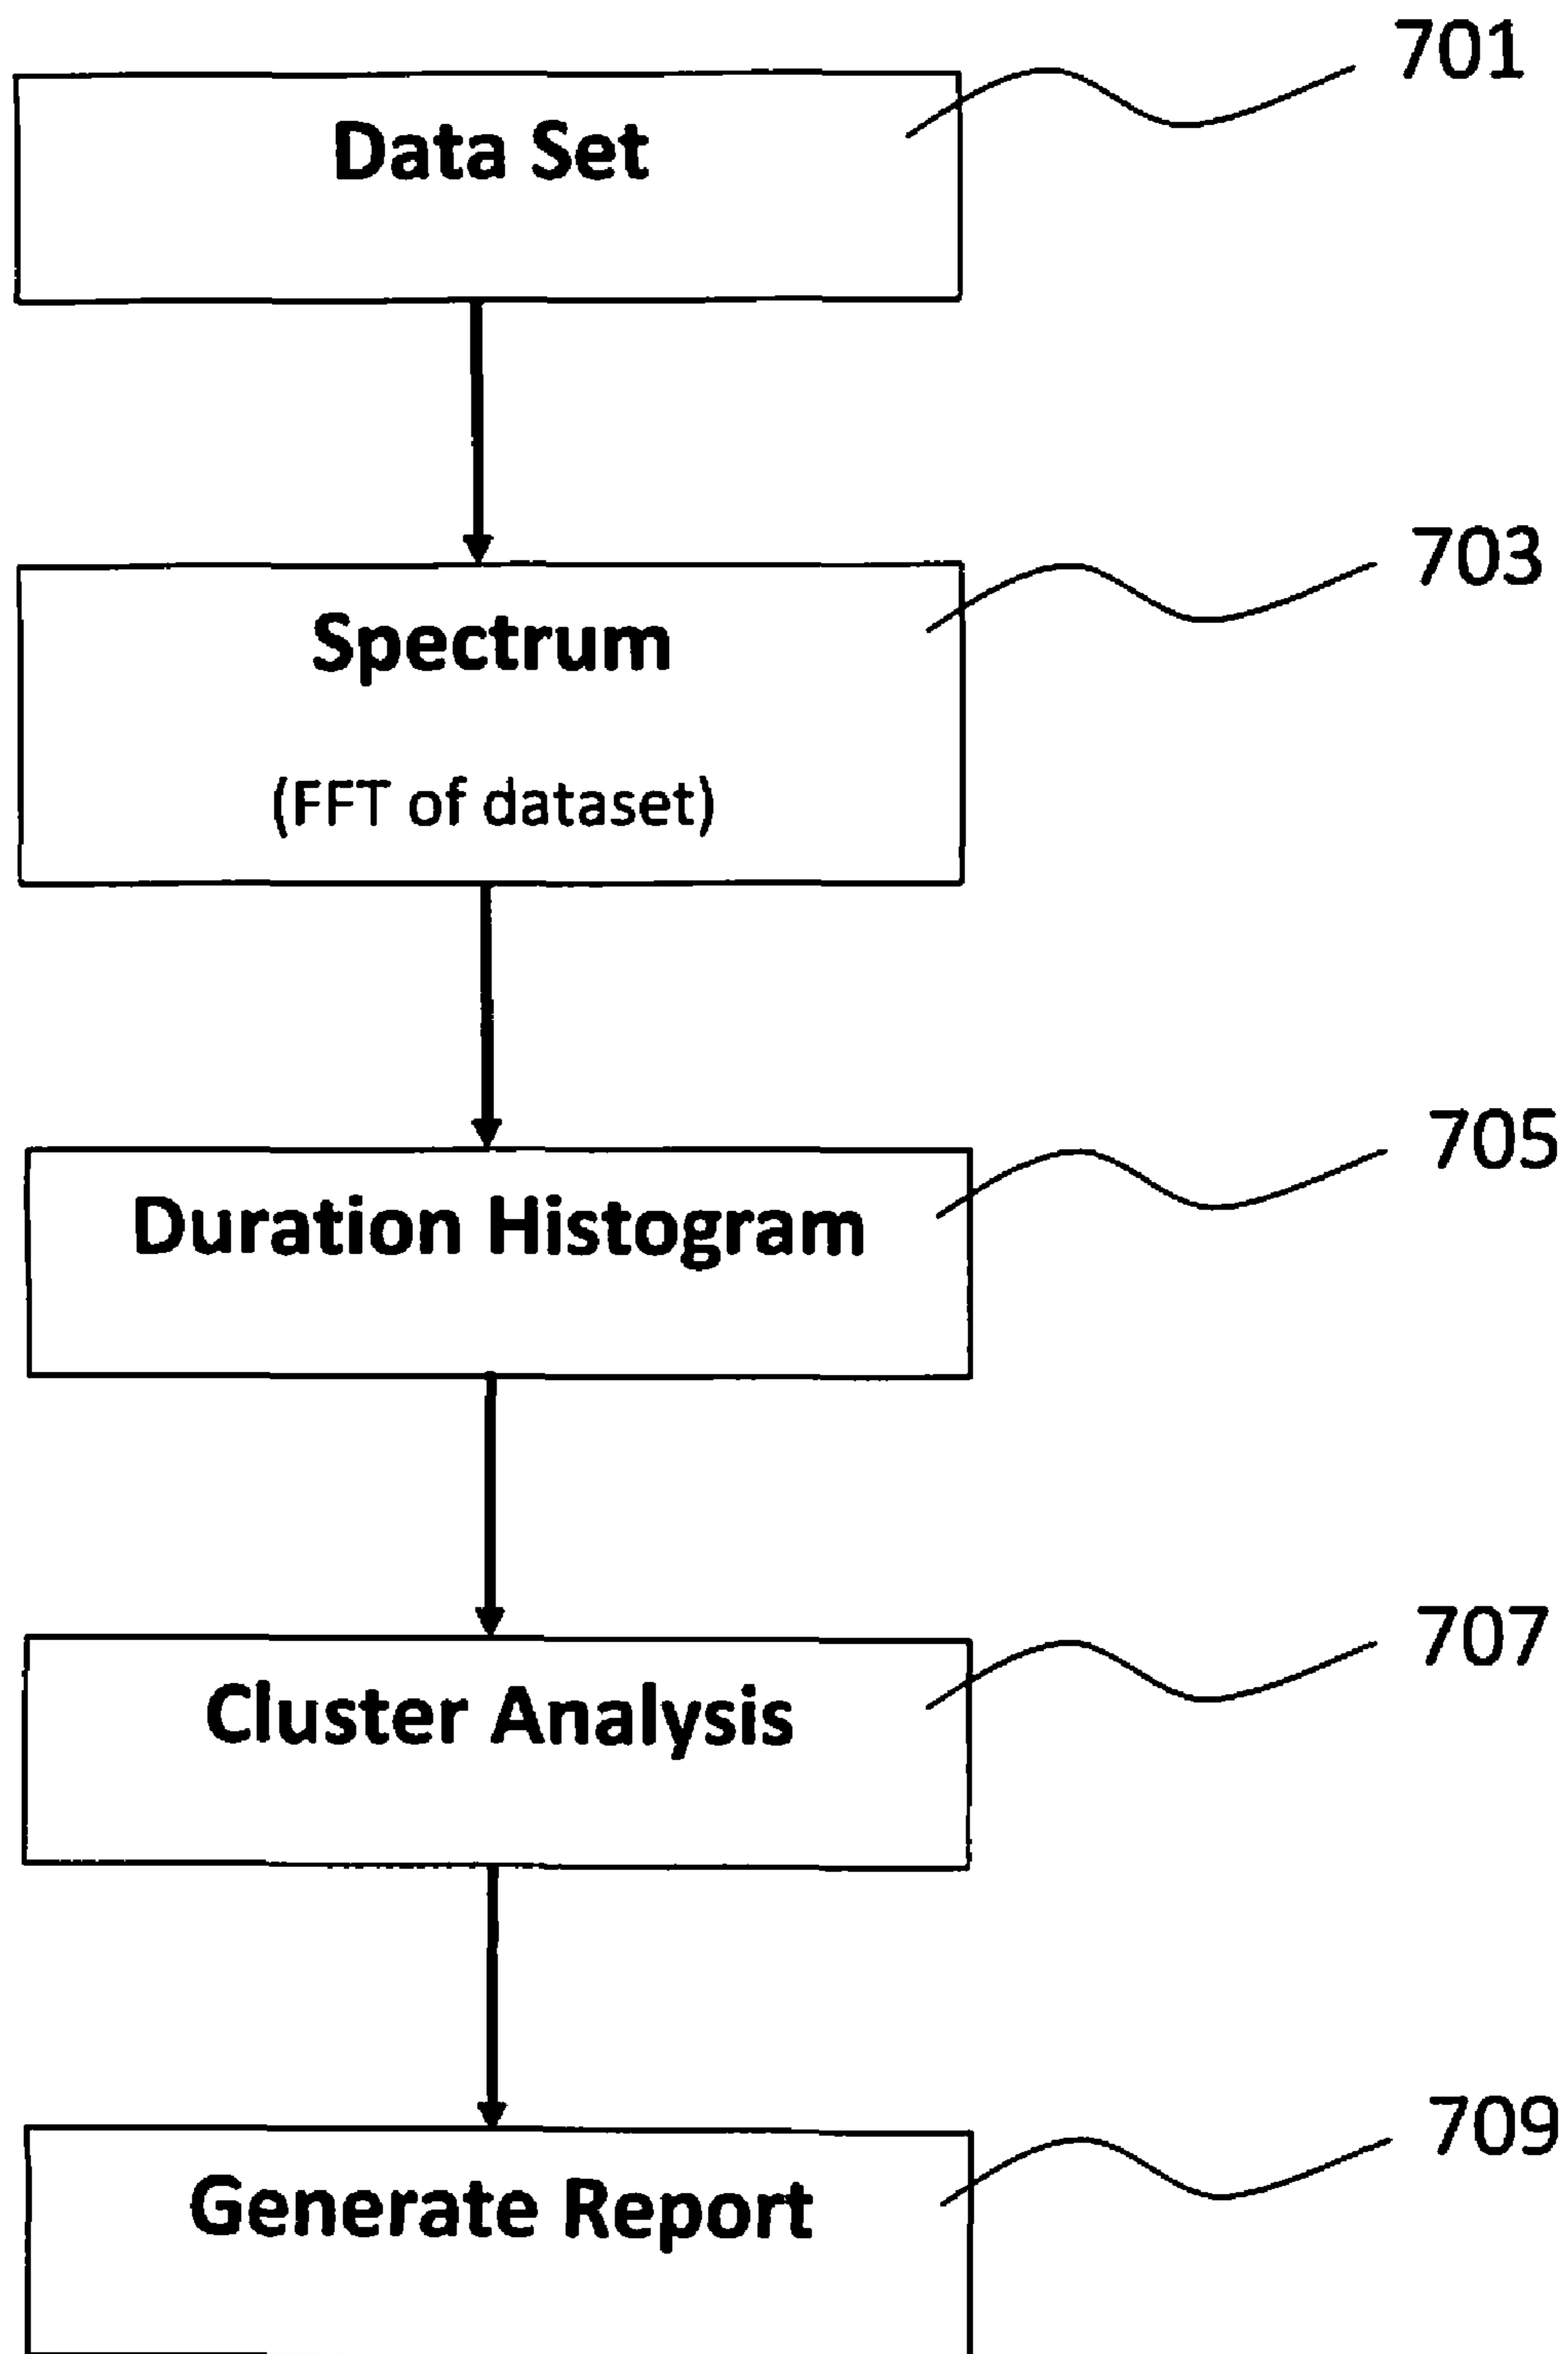 701
Data Set
703
Spectrum
(FFT of dataset)
705
Duration Histogram
707
Cluster Analysis
709
Generate Report